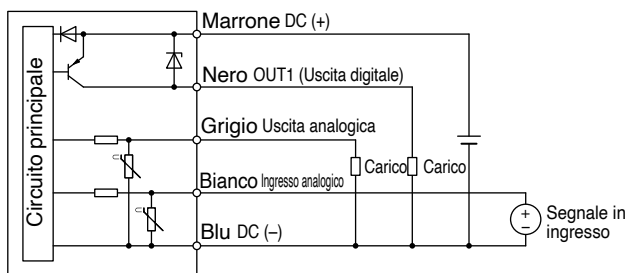 Circuito principale
Marrone DC (+)
Nero OUT1 (Uscita digitale)
Grigio Uscita analogica
Carico
Carico
Bianco Ingresso analogico
Blu DC (−)
+
−
Segnale in
ingresso